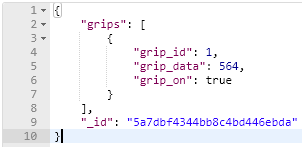 1 {
2 "grips": [
3 {
4 "grip_id": 1,
5 "grip_data": 564,
6 "grip_on": true
7 }
8 ],
9 "_id": "5a7dbf4344bb8c4bd446ebda"
10 }